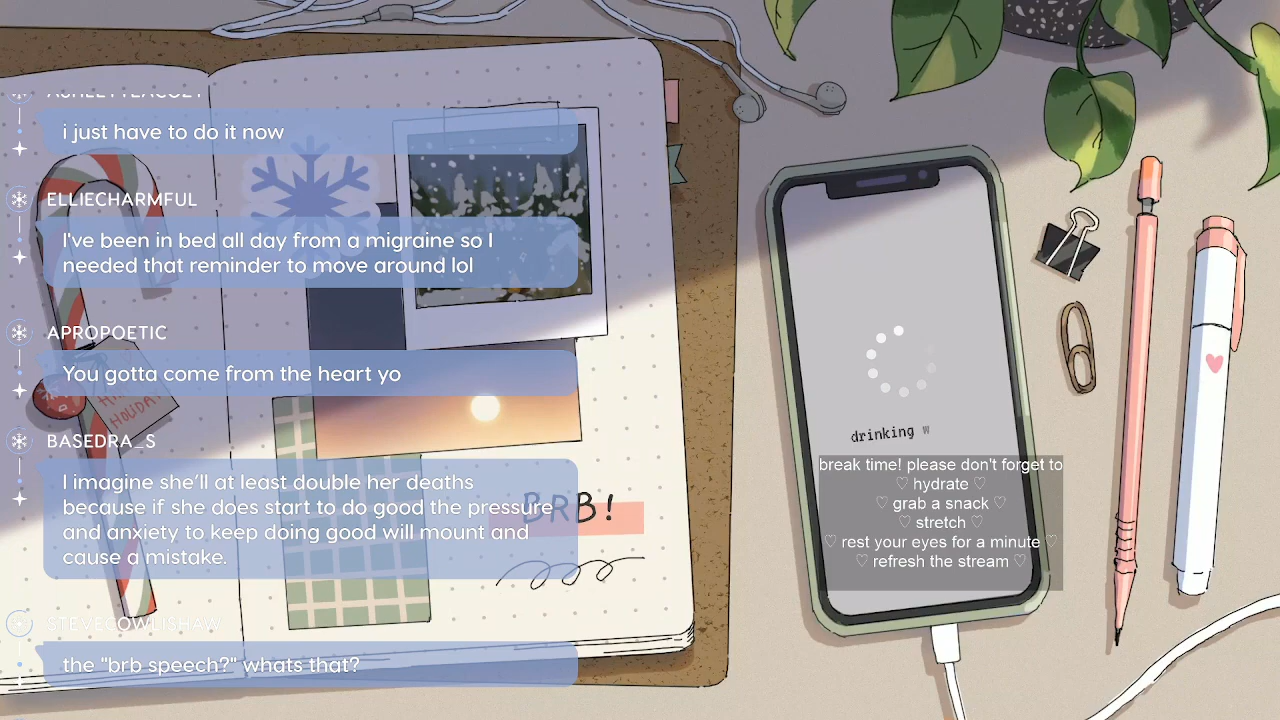 ASHLEYTEACOZY
i just have to do it now
ELLIECHARMFUL
I've been in bed all day from a migraine so I
needed that reminder to move around lol
APROPOETIC
You gotta come from the heart yo
BASEDRA_S
I imagine she'll at least double her deaths
because if she does start to do good the pressure
and anxiety to keep doing good will mount and
cause a mistake.
STEVECOWLISHAW
the "brb speech?" whats that?
BRB!
drinking w
break time! please don't forget to
♡ hydrate ♡
♡ grab a snack ♡
♡ stretch ♡
♡ rest your eyes for a minute ♡
♡ refresh the stream ♡